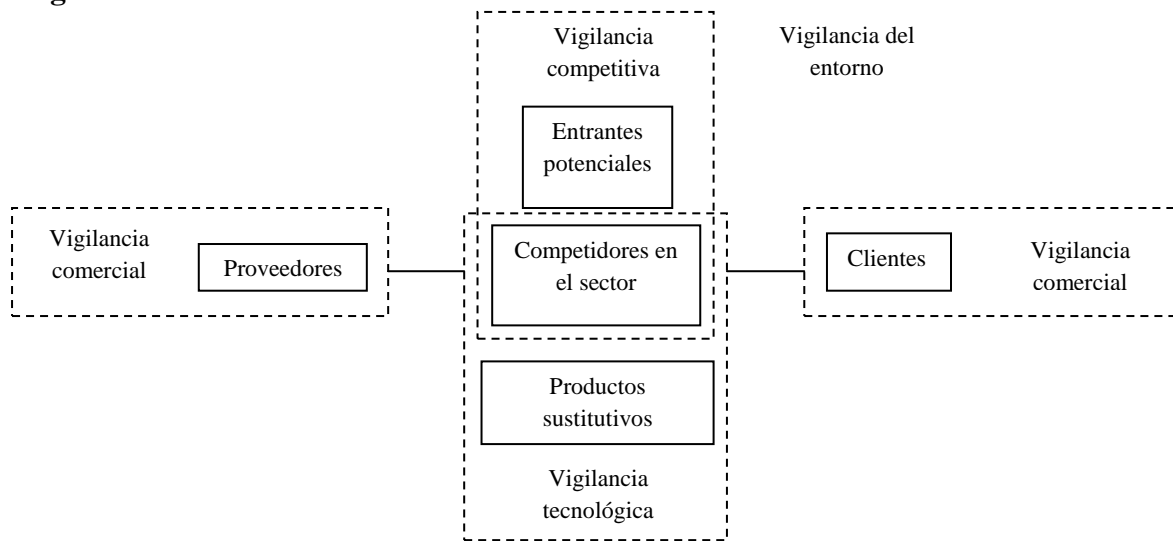 Vigilancia
competitiva
Vigilancia del
entorno
Entrantes
potenciales
Vigilancia
comercial
Proveedores
Competidores en
el sector
Clientes
Vigilancia
comercial
Productos
sustitutivos
Vigilancia
tecnológica